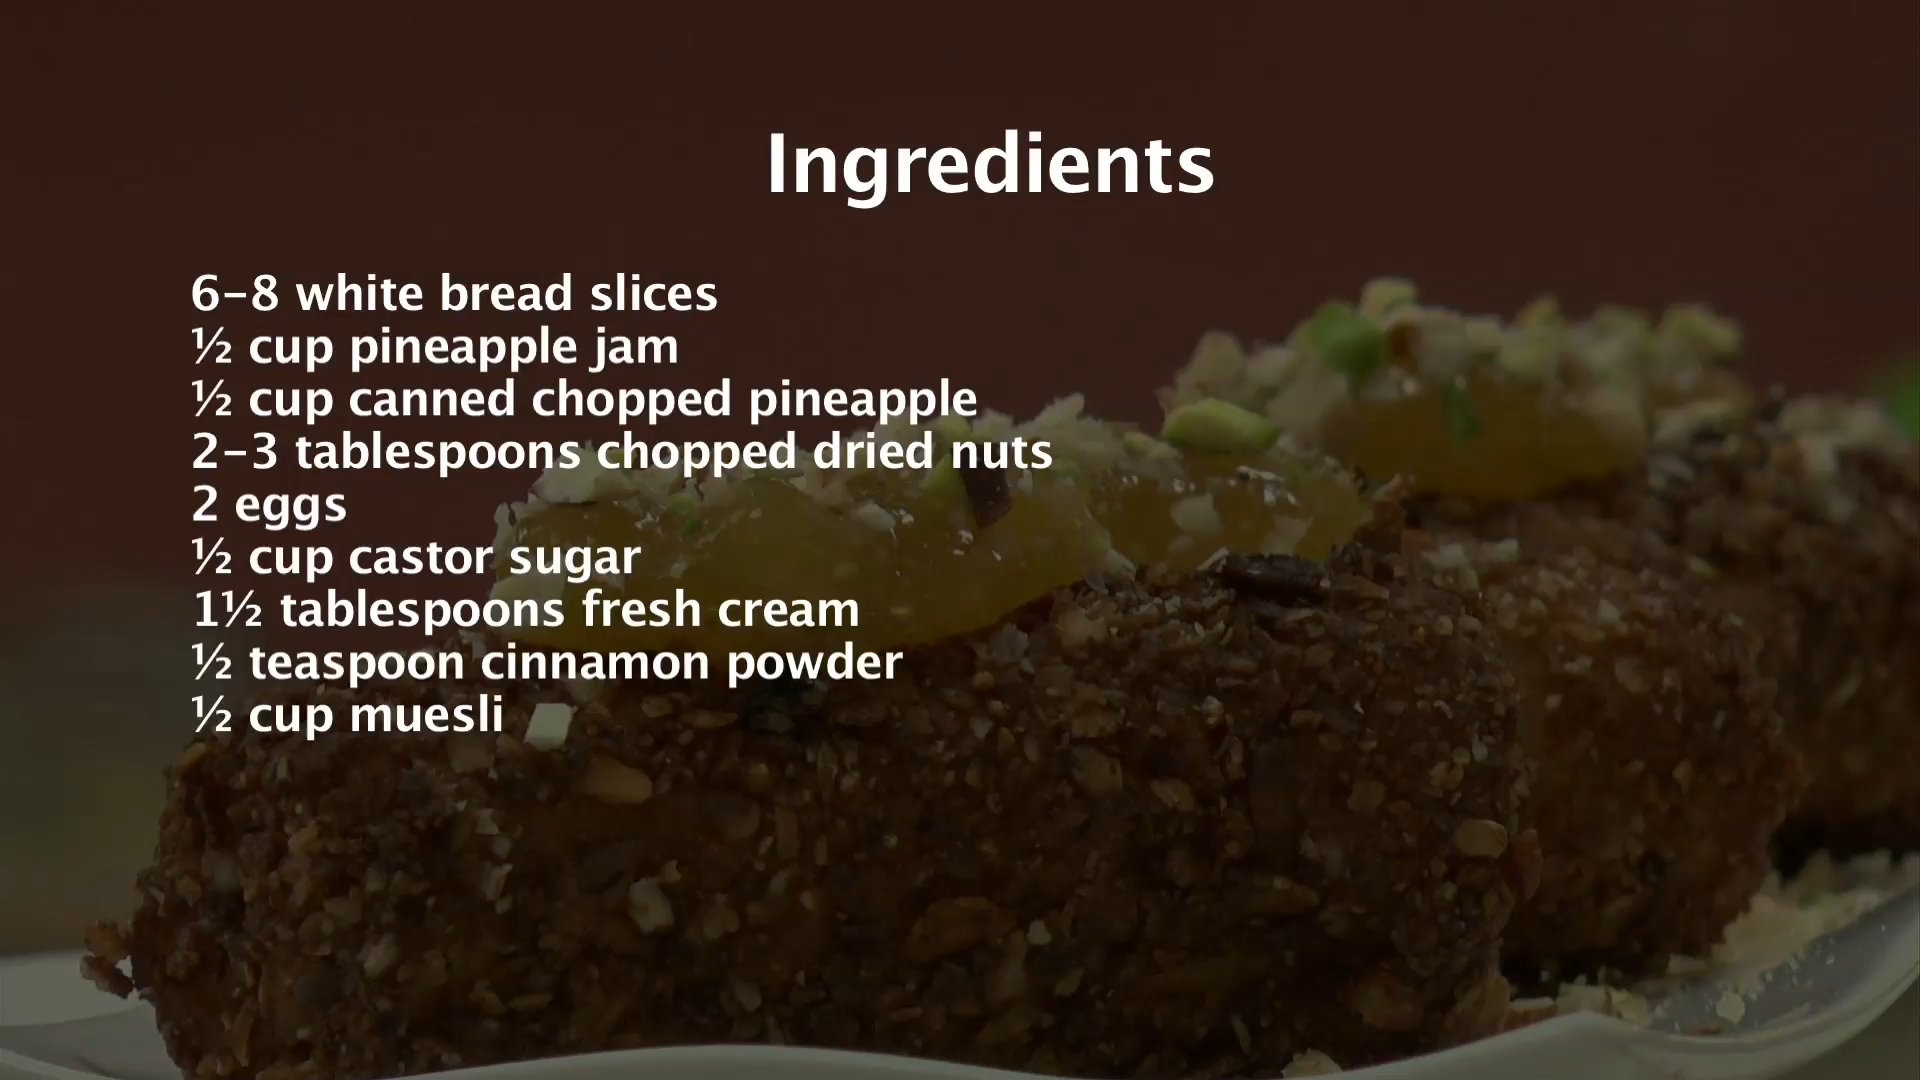 Ingredients
6-8 white bread slices
½ cup pineapple jam
½ cup canned chopped pineapple
2-3 tablespoons chopped dried nuts
2 eggs
½ cup castor sugar
1½ tablespoons fresh cream
½ teaspoon cinnamon powder
½ cup muesli